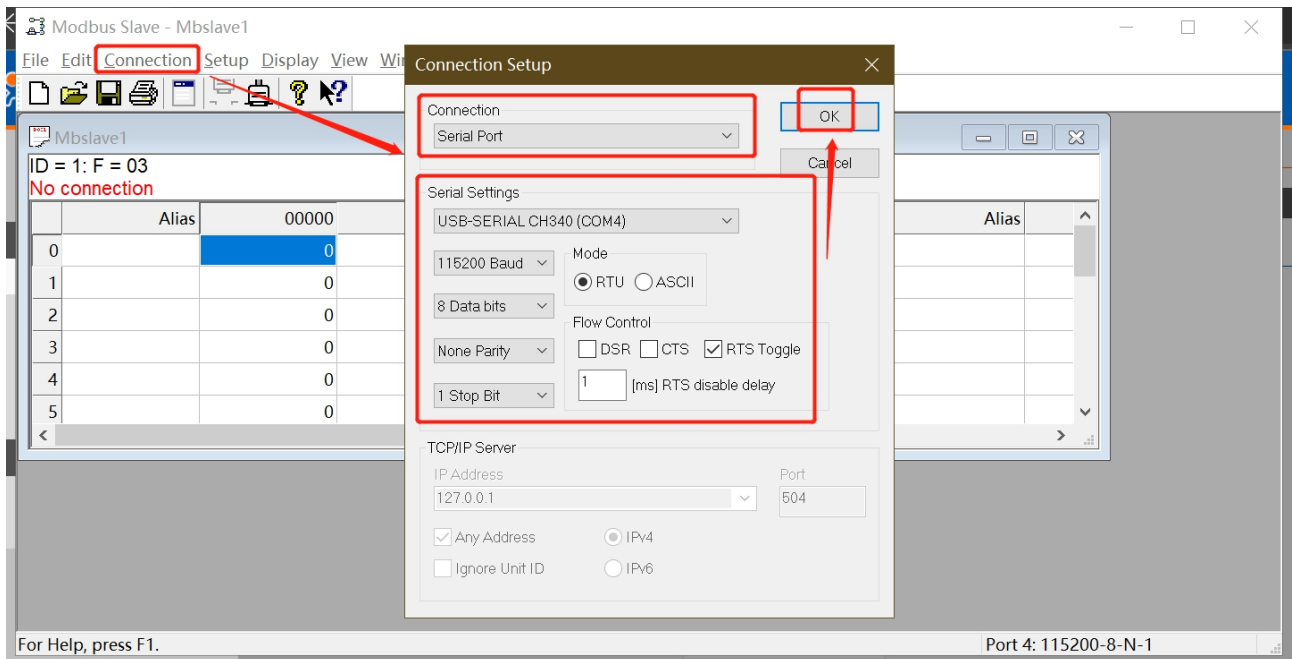 Modbus Slave - Mbslave1
File Edit Connection Setup Display View
Mbslave1
ID = 1: F = 03
No connection
Alias 00000 Alias
0 0
1 0
2 0
3 0
4 0
5 0
Connection Setup
Connection
Serial Port
OK
Cancel
Serial Settings
USB-SERIAL CH340 (COM4)
115200 Baud
8 Data bits
None Parity
1 Stop Bit
Mode
RTU ASCII
Flow Control
DSR CTS RTS Toggle
1 [ms] RTS disable delay
TCP/IP Server
IP Address
127.0.0.1
Port
504
Any Address
Ignore Unit ID
IPv4
IPv6
For Help, press F1.
Port 4: 115200-8-N-1